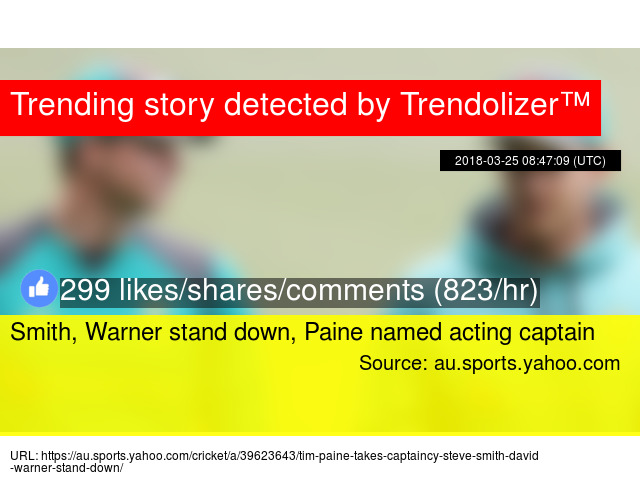 Trending story detected by Trendolizer™
2018-03-25 08:47:09 (UTC)
299 likes/shares/comments (823/hr)
Smith, Warner stand down, Paine named acting captain
Source: au.sports.yahoo.com
URL: https://au.sports.yahoo.com/cricket/a/39623643/tim-paine-takes-captaincy-steve-smith-david
-warner-stand-down/